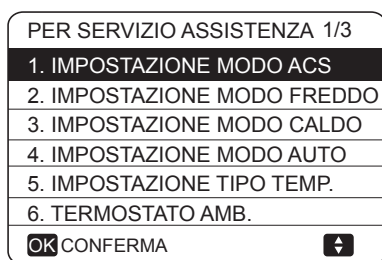 PER SERVIZIO ASSISTENZA 1/3
1. IMPOSTAZIONE MODO ACS
2. IMPOSTAZIONE MODO FREDDO
3. IMPOSTAZIONE MODO CALDO
4. IMPOSTAZIONE MODO AUTO
5. IMPOSTAZIONE TIPO TEMP.
6. TERMOSTATO AMB.
OK CONFERMA